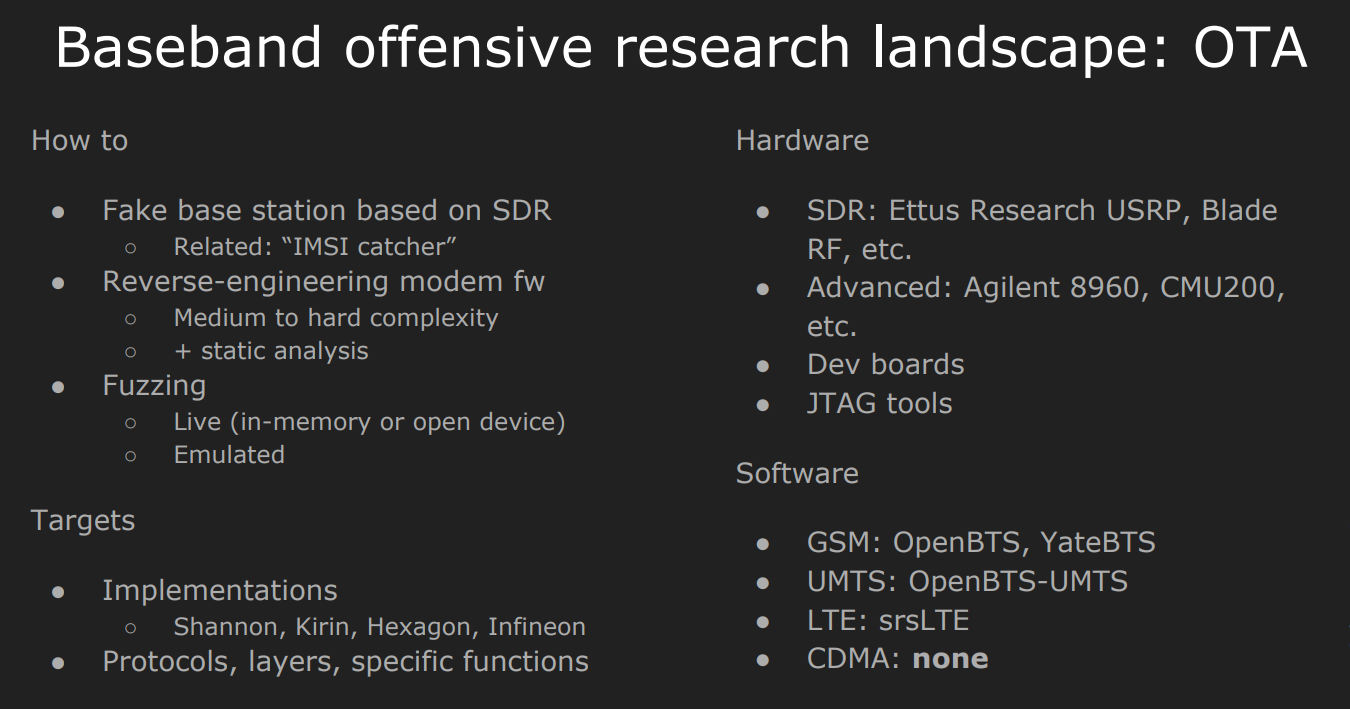 Baseband offensive research landscape: OTA
How to
● Fake base station based on SDR
○ Related: “IMSI catcher”
● Reverse-engineering modem fw
○ Medium to hard complexity
○ + static analysis
● Fuzzing
○ Live (in-memory or open device)
○ Emulated
Targets
● Implementations
○ Shannon, Kirin, Hexagon, Infineon
● Protocols, layers, specific functions
Hardware
● SDR: Ettus Research USRP, Blade
RF, etc.
● Advanced: Agilent 8960, CMU200,
etc.
● Dev boards
● JTAG tools
Software
● GSM: OpenBTS, YateBTS
● UMTS: OpenBTS-UMTS
● LTE: srsLTE
● CDMA: none